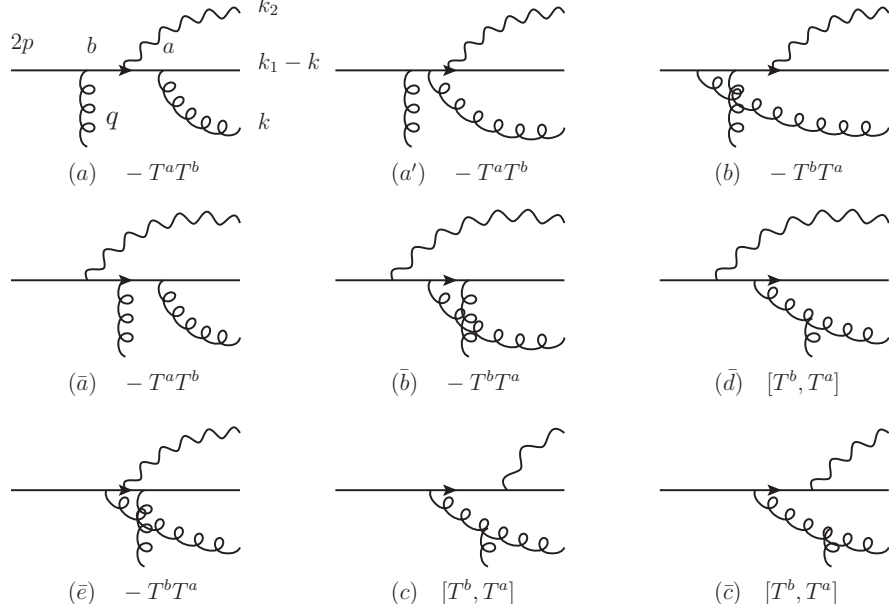 k₂
2p b a
k₁ − k
q k
(a) − TᵃTᵇ (a′) − TᵃTᵇ (b) − TᵇTᵃ
(ā) − TᵃTᵇ (b̄) − TᵇTᵃ (d̄) [Tᵇ, Tᵃ]
(ē) − TᵇTᵃ (c) [Tᵇ, Tᵃ] (c̄) [Tᵇ, Tᵃ]